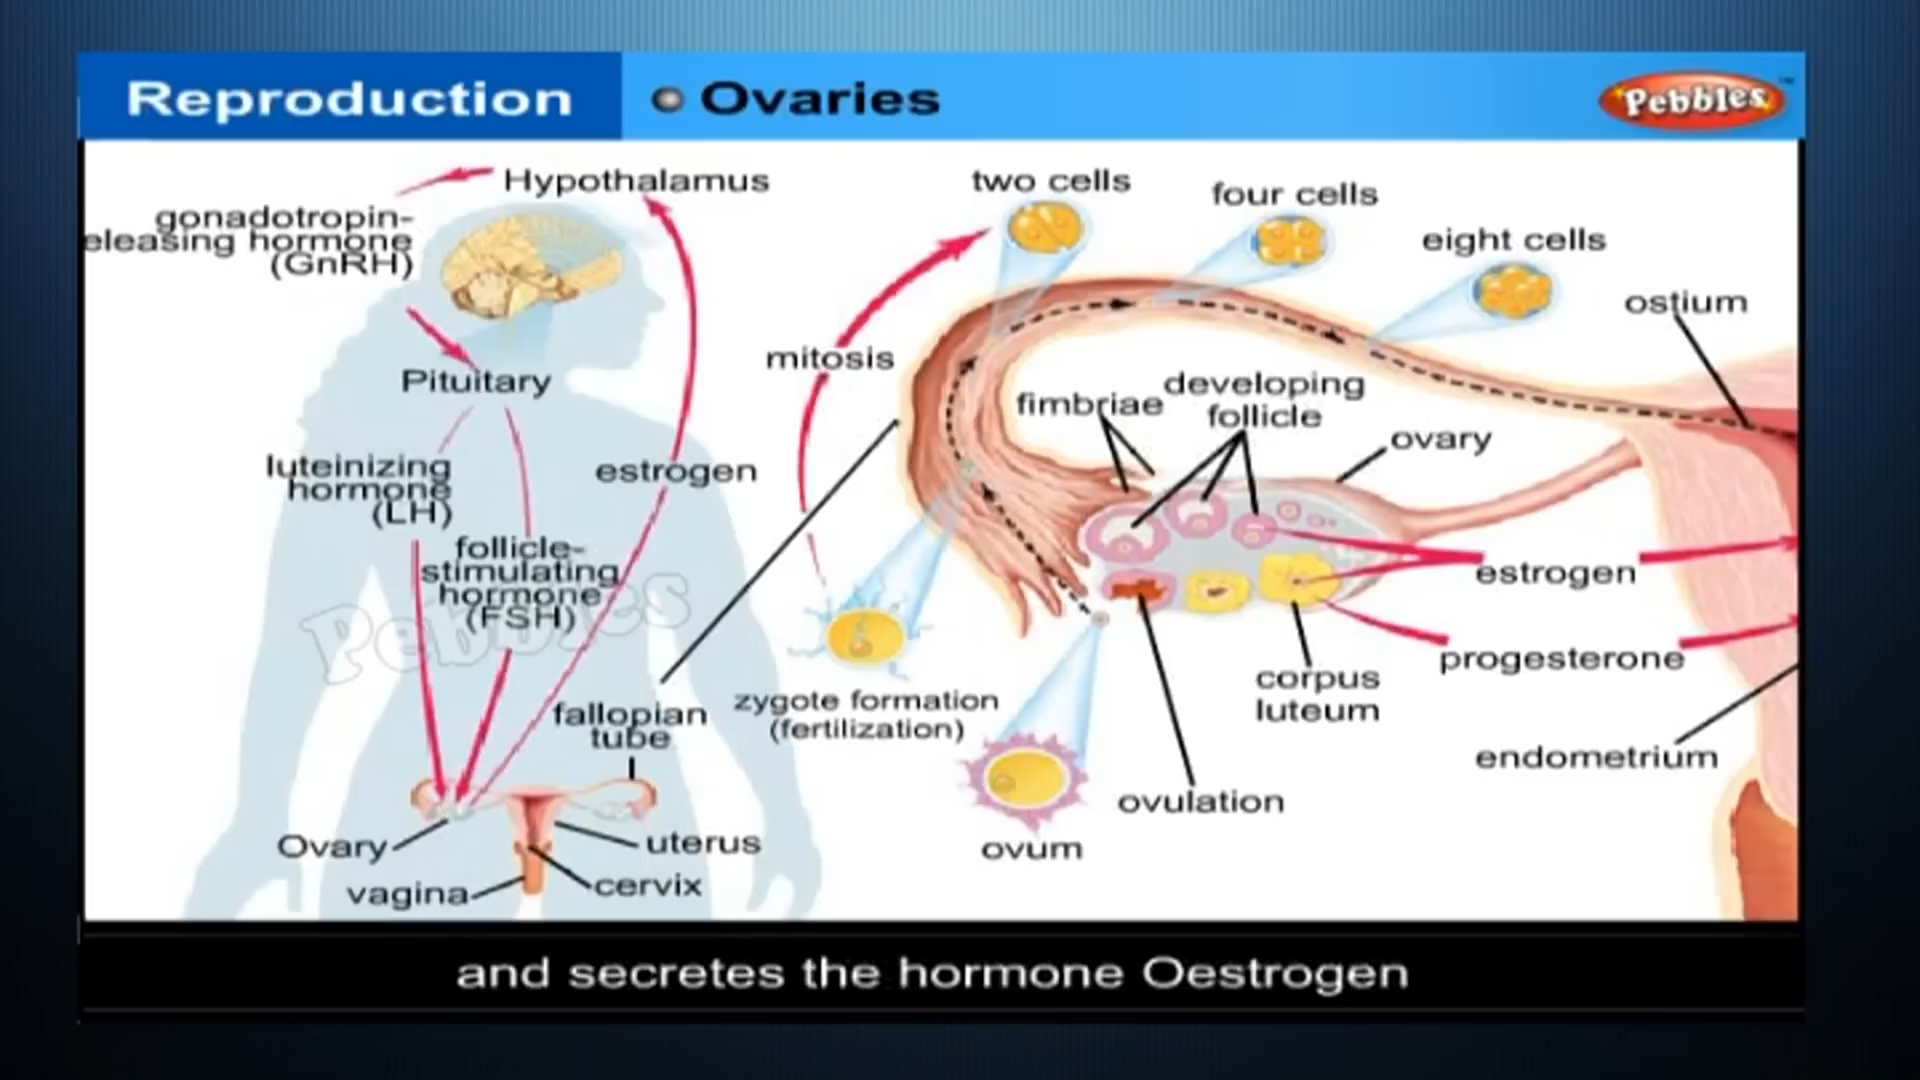 Reproduction
Ovaries
Pebbles
TM
Hypothalamus
gonadotropin-
eleasing hormone
(GnRH)
Pituitary
luteinizing
hormone
(LH)
estrogen
follicle-
stimulating
hormone
(FSH)
Pebbles
fallopian
tube
Ovary
uterus
vagina
cervix
two cells
four cells
eight cells
ostium
mitosis
fimbriae
developing
follicle
ovary
estrogen
progesterone
zygote formation
(fertilization)
corpus
luteum
endometrium
ovulation
ovum
and secretes the hormone Oestrogen